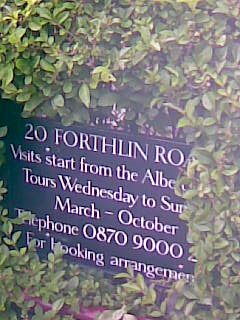 20 FORTHLIN RO
Visits start from the Albe
Tours Wednesday to Sun
March - October
Telephone 0870 9000 2
For booking arrangemen